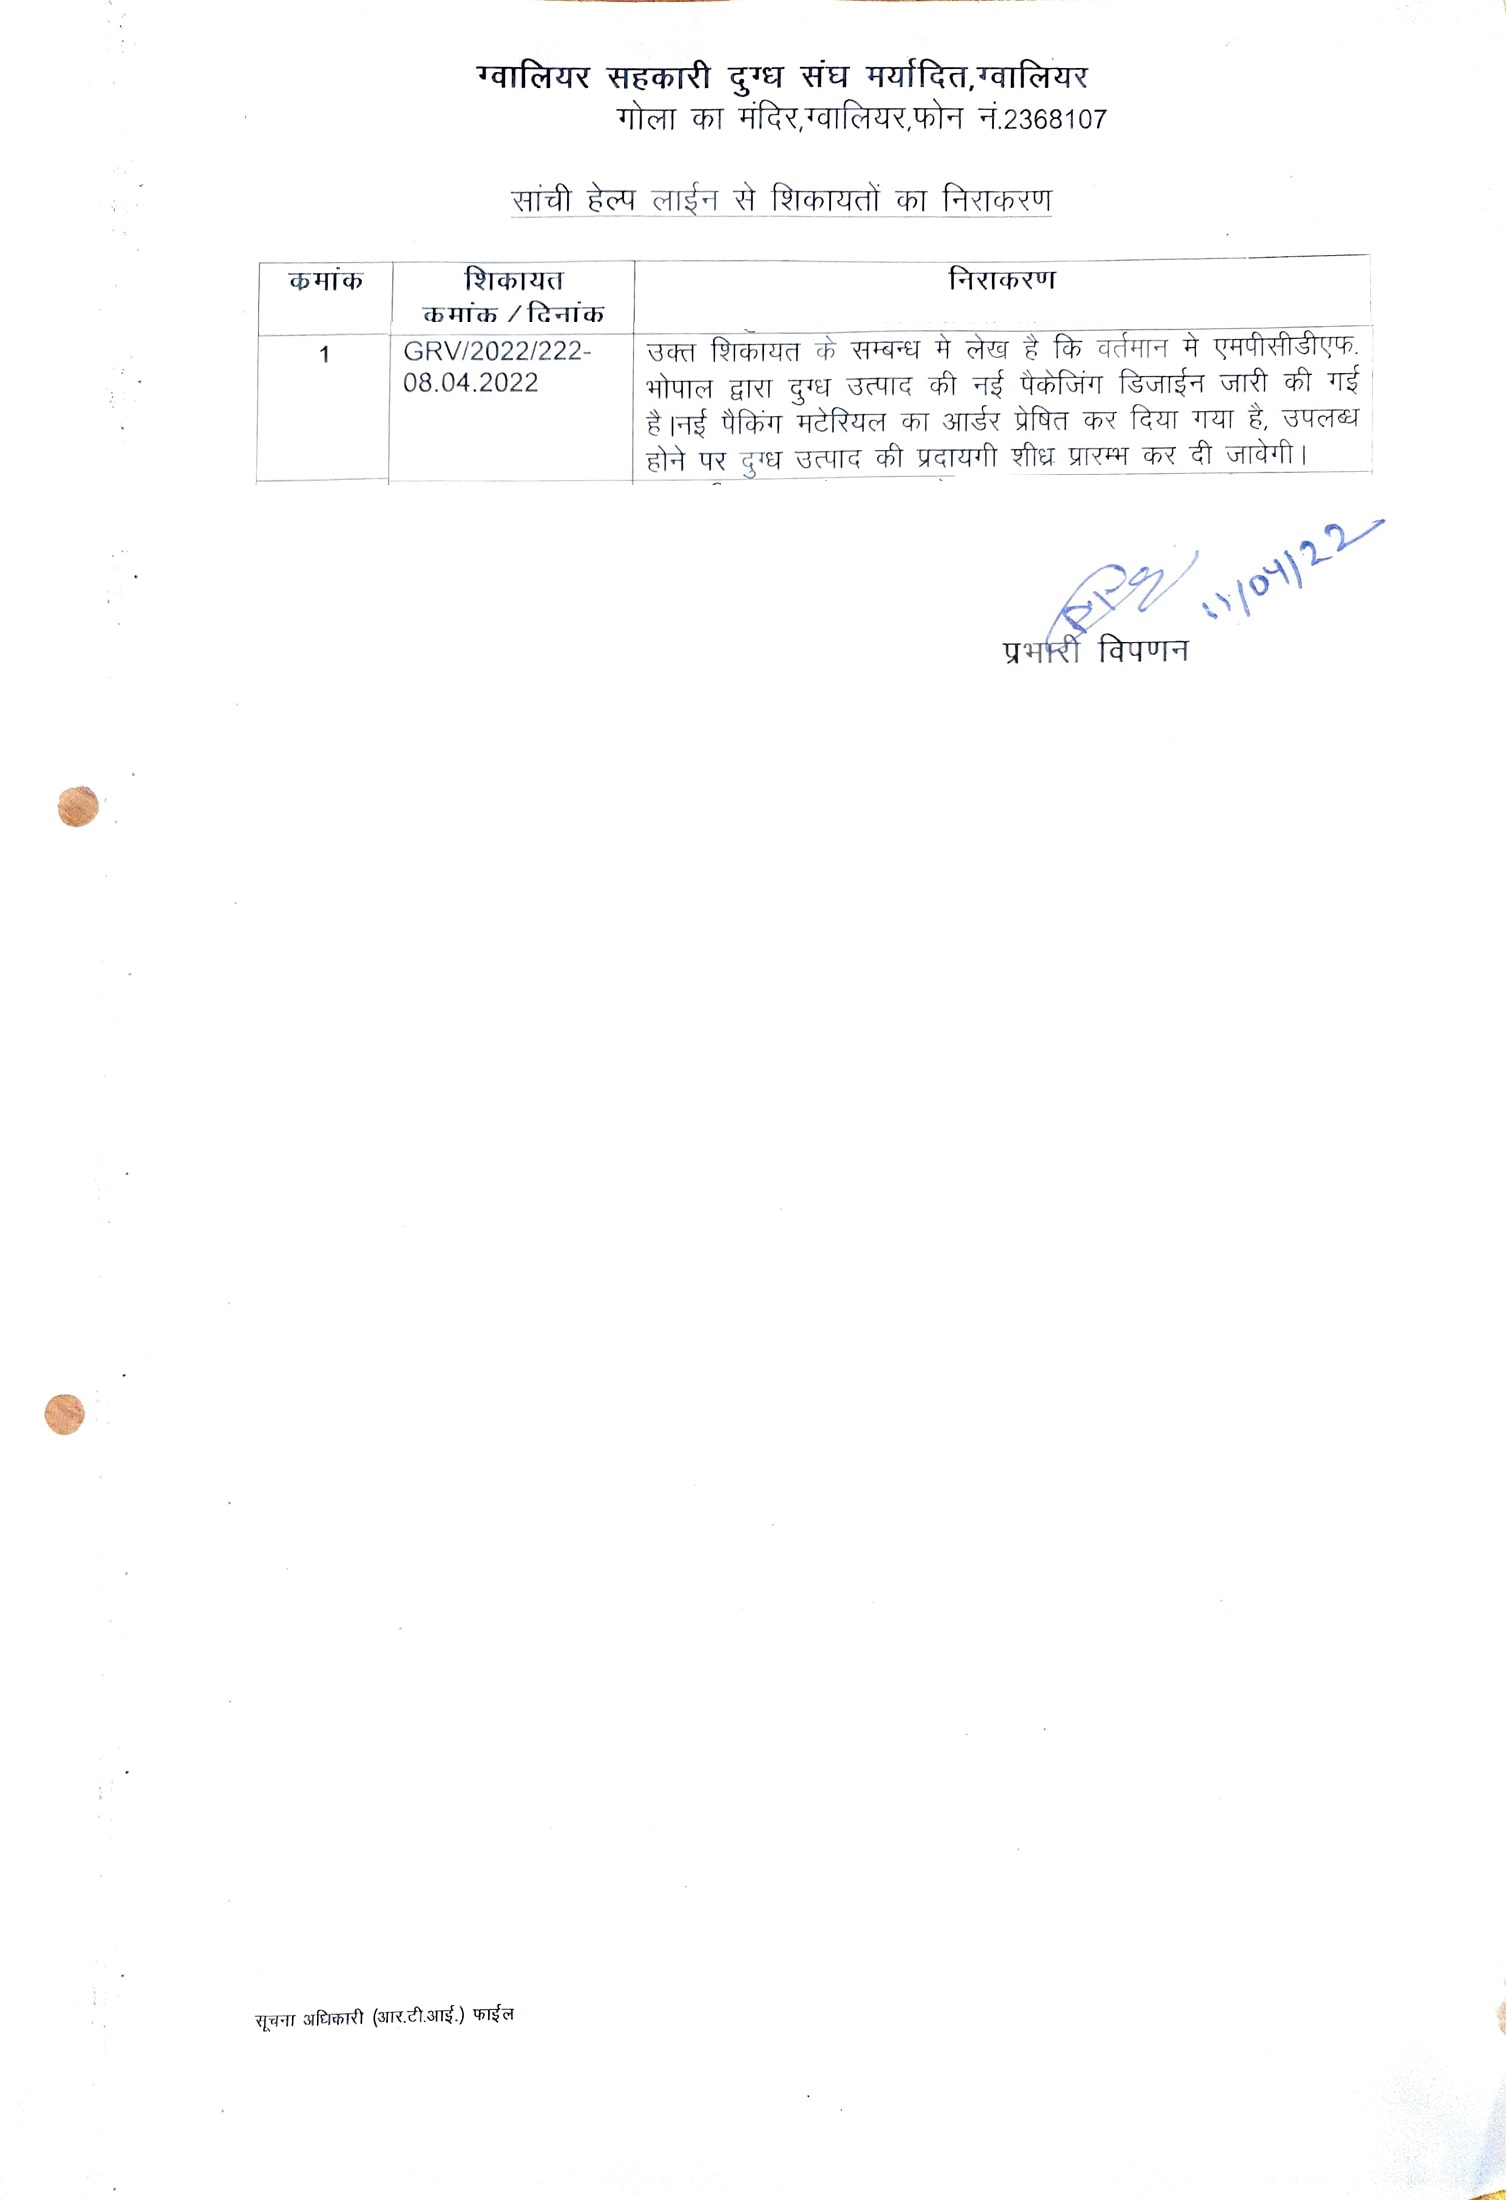 ग्वालियर सहकारी दुग्ध संघ मर्यादित,ग्वालियर
गोला का मंदिर,ग्वालियर,फोन नं.2368107
सांची हेल्प लाईन से शिकायतों का निराकरण
कमांक
शिकायत
कमांक / दिनांक
निराकरण
1
GRV/2022/222-
08.04.2022
उक्त शिकायत के सम्बन्ध मे लेख है कि वर्तमान मे एमपीसीडीएफ.
भोपाल द्वारा दुग्ध उत्पाद की नई पैकेजिंग डिजाईन जारी की गई
है।नई पैकिंग मटेरियल का आर्डर प्रेषित कर दिया गया है, उपलब्ध
होने पर दुग्ध उत्पाद की प्रदायगी शीध्र प्रारम्भ कर दी जावेगी।
11/04/22
प्रभारी विपणन
सूचना अधिकारी (आर.टी.आई.) फाईल